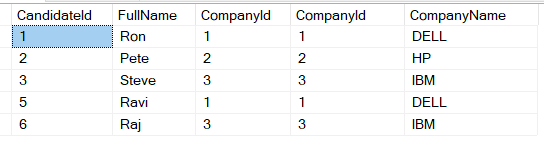 CandidateId FullName CompanyId CompanyId CompanyName
1 Ron 1 1 DELL
2 Pete 2 2 HP
3 Steve 3 3 IBM
5 Ravi 1 1 DELL
6 Raj 3 3 IBM